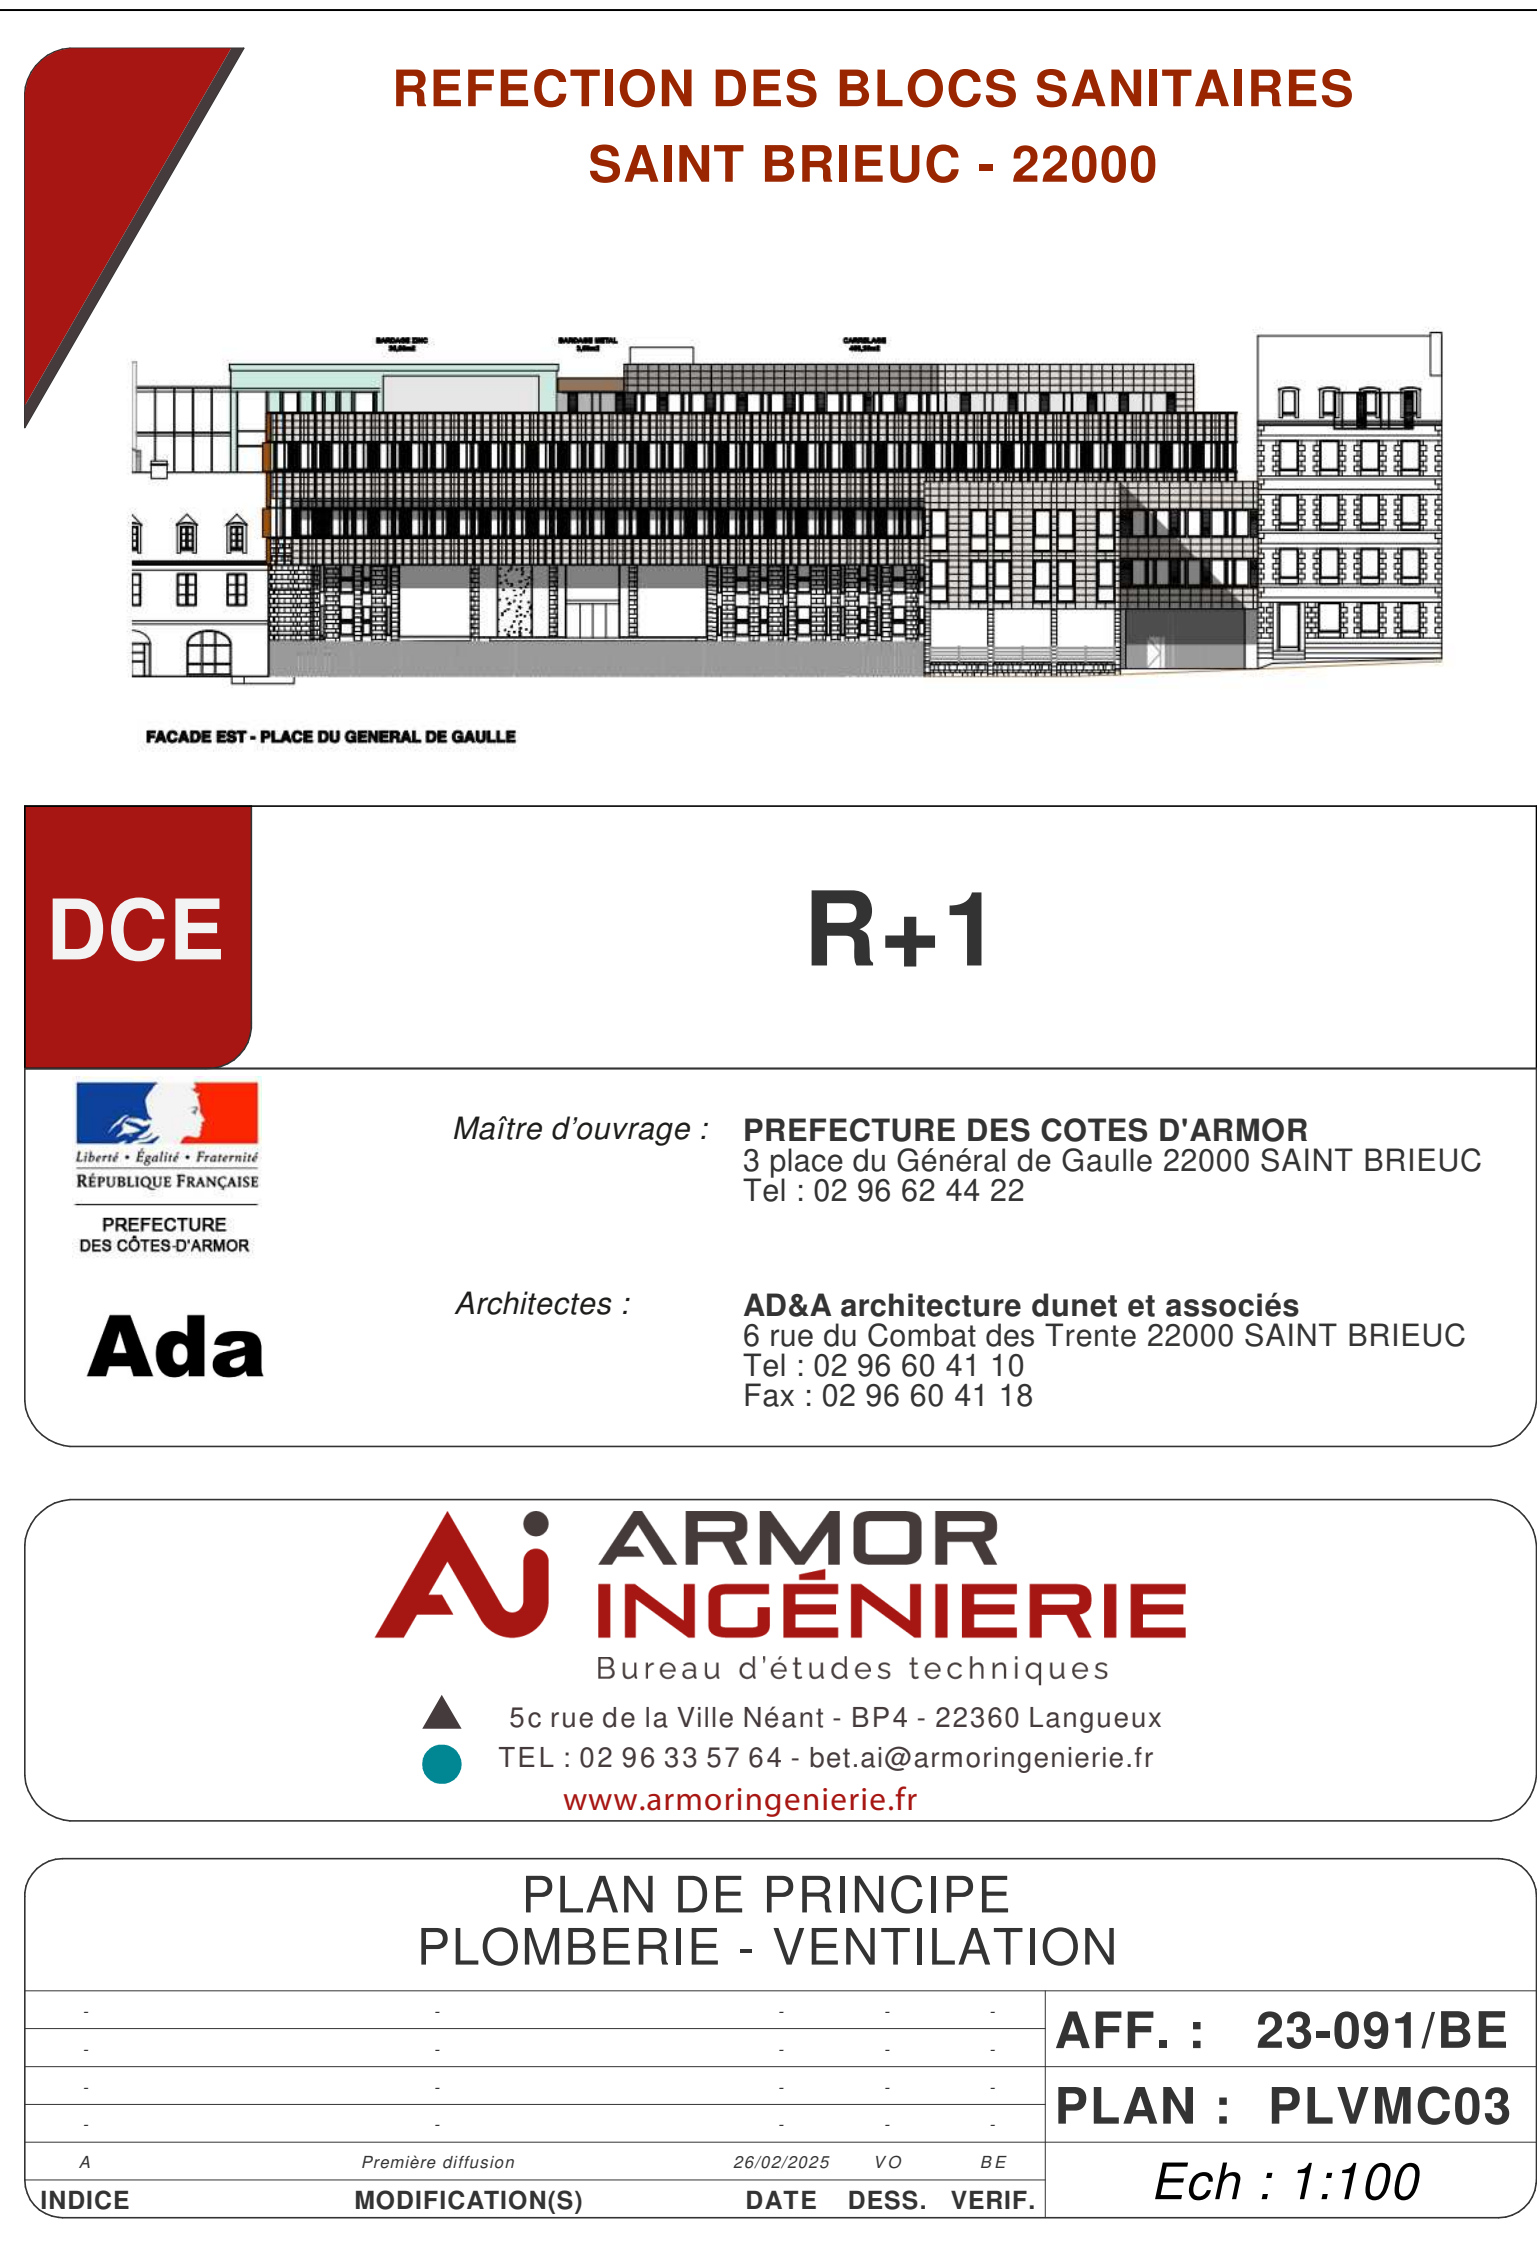 REFECTION DES BLOCS SANITAIRES
SAINT BRIEUC - 22000
BARDAGE ZINC
BARDAGE METAL
CARRELAGE
FACADE EST - PLACE DU GENERAL DE GAULLE
DCE
R+1
Liberté • Égalité • Fraternité
RÉPUBLIQUE FRANÇAISE
PREFECTURE
DES CÔTES-D'ARMOR
Maître d'ouvrage :
PREFECTURE DES COTES D'ARMOR
3 place du Général de Gaulle 22000 SAINT BRIEUC
Tel : 02 96 62 44 22
Ada
Architectes :
AD&A architecture dunet et associés
6 rue du Combat des Trente 22000 SAINT BRIEUC
Tel : 02 96 60 41 10
Fax : 02 96 60 41 18
Ai ARMOR
INGÉNIERIE
Bureau d'études techniques
5c rue de la Ville Néant - BP4 - 22360 Langueux
TEL : 02 96 33 57 64 - bet.ai@armoringenierie.fr
www.armoringenierie.fr
PLAN DE PRINCIPE
PLOMBERIE - VENTILATION
- - - - -
- - - - -
- - - - -
- - - - -
A Première diffusion 26/02/2025 VO BE
INDICE MODIFICATION(S) DATE DESS. VERIF.
AFF. : 23-091/BE
PLAN : PLVMC03
Ech : 1:100